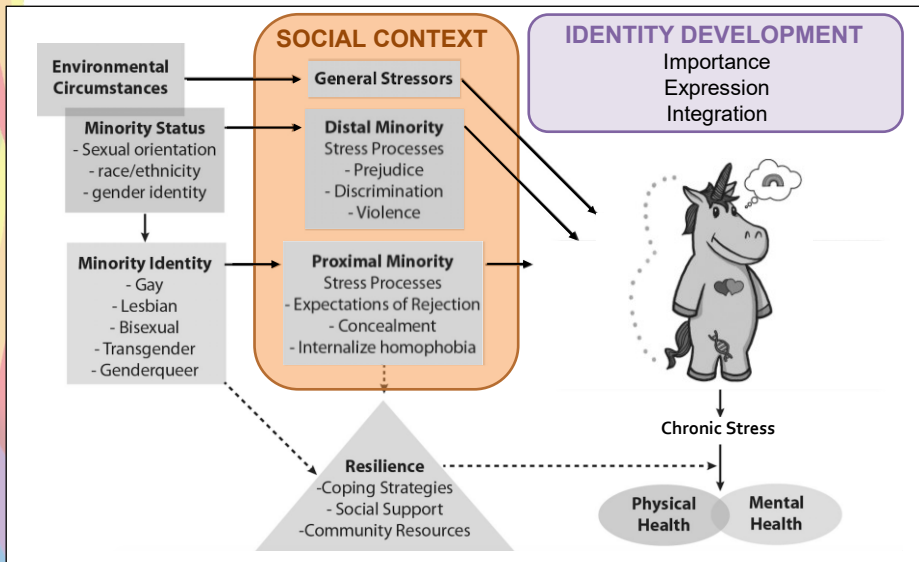 SOCIAL CONTEXT
IDENTITY DEVELOPMENT
Importance
Expression
Integration
Environmental
Circumstances
General Stressors
Minority Status
- Sexual orientation
- race/ethnicity
- gender identity
Distal Minority
Stress Processes
- Prejudice
- Discrimination
- Violence
Minority Identity
- Gay
- Lesbian
- Bisexual
- Transgender
- Genderqueer
Proximal Minority
Stress Processes
- Expectations of Rejection
- Concealment
- Internalize homophobia
Chronic Stress
Resilience
-Coping Strategies
- Social Support
-Community Resources
Physical
Health
Mental
Health